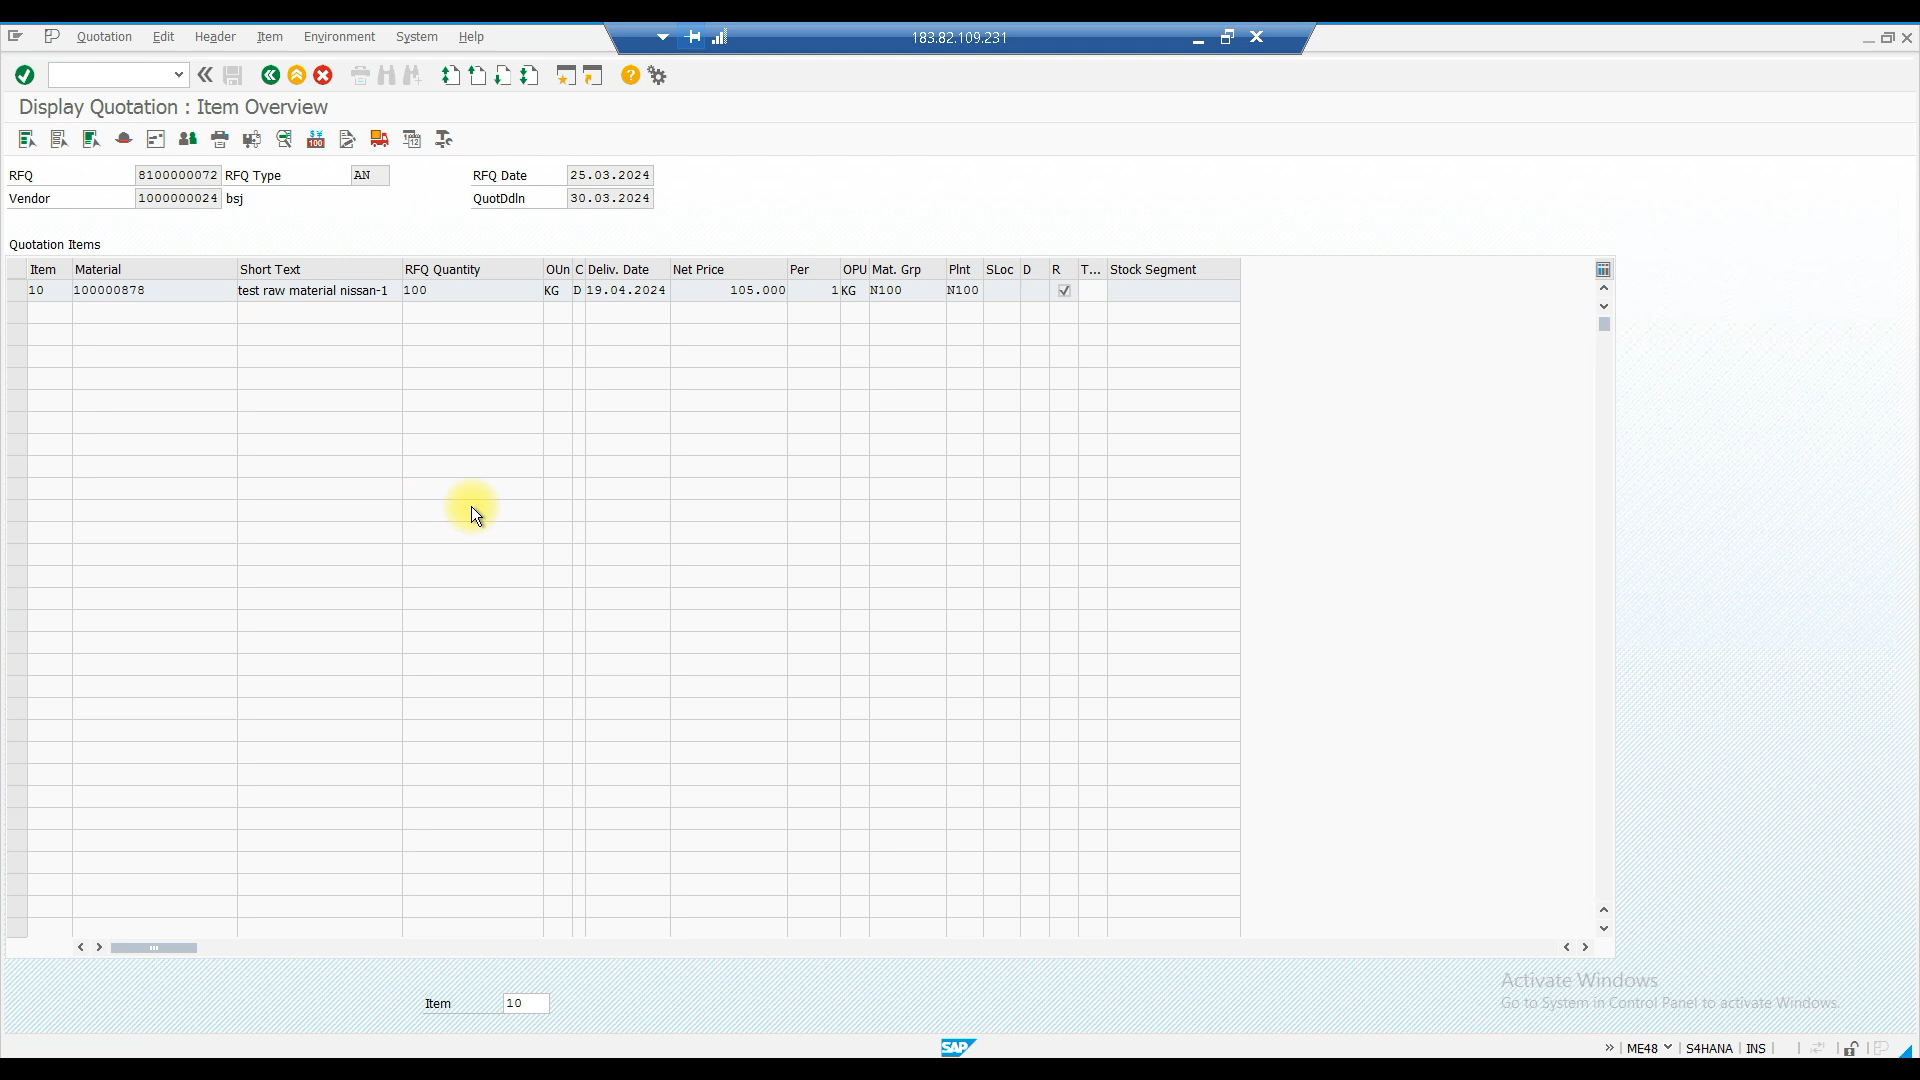 Quotation Edit Header Item Environment System Help
183.82.109.231
Display Quotation : Item Overview
RFQ 8100000072 RFQ Type AN RFQ Date 25.03.2024
Vendor 1000000024 bsj QuotDdln 30.03.2024
Quotation Items
Item Material Short Text RFQ Quantity OUn C Deliv. Date Net Price Per OPU Mat. Grp Plnt SLoc D R T... Stock Segment
10 100000878 test raw material nissan-1 100 KG D 19.04.2024 105.000 1 KG N100 N100
Item 10
Activate Windows
Go to System in Control Panel to activate Windows.
SAP
ME48 S4HANA INS